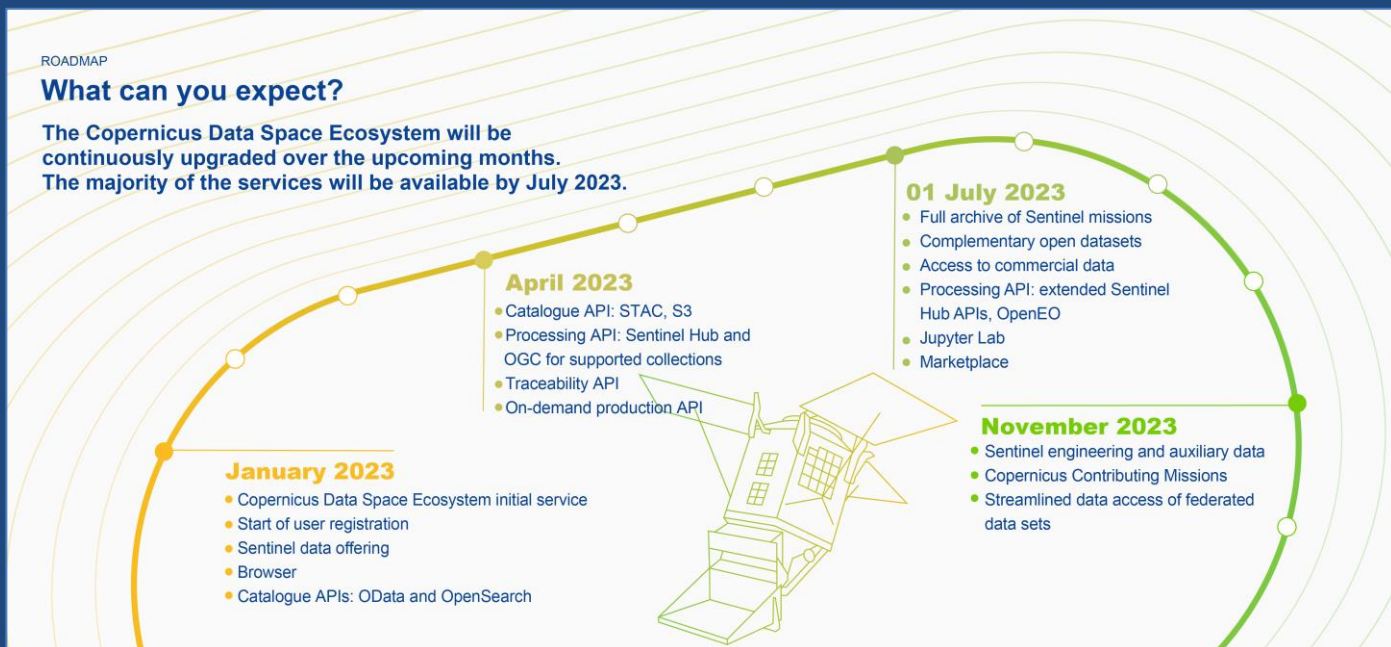 ROADMAP
What can you expect?
The Copernicus Data Space Ecosystem will be
continuously upgraded over the upcoming months.
The majority of the services will be available by July 2023.
January 2023
Copernicus Data Space Ecosystem initial service
Start of user registration
Sentinel data offering
Browser
Catalogue APIs: OData and OpenSearch
April 2023
Catalogue API: STAC, S3
Processing API: Sentinel Hub and
OGC for supported collections
Traceability API
On-demand production API
01 July 2023
Full archive of Sentinel missions
Complementary open datasets
Access to commercial data
Processing API: extended Sentinel
Hub APIs, OpenEO
Jupyter Lab
Marketplace
November 2023
Sentinel engineering and auxiliary data
Copernicus Contributing Missions
Streamlined data access of federated
data sets